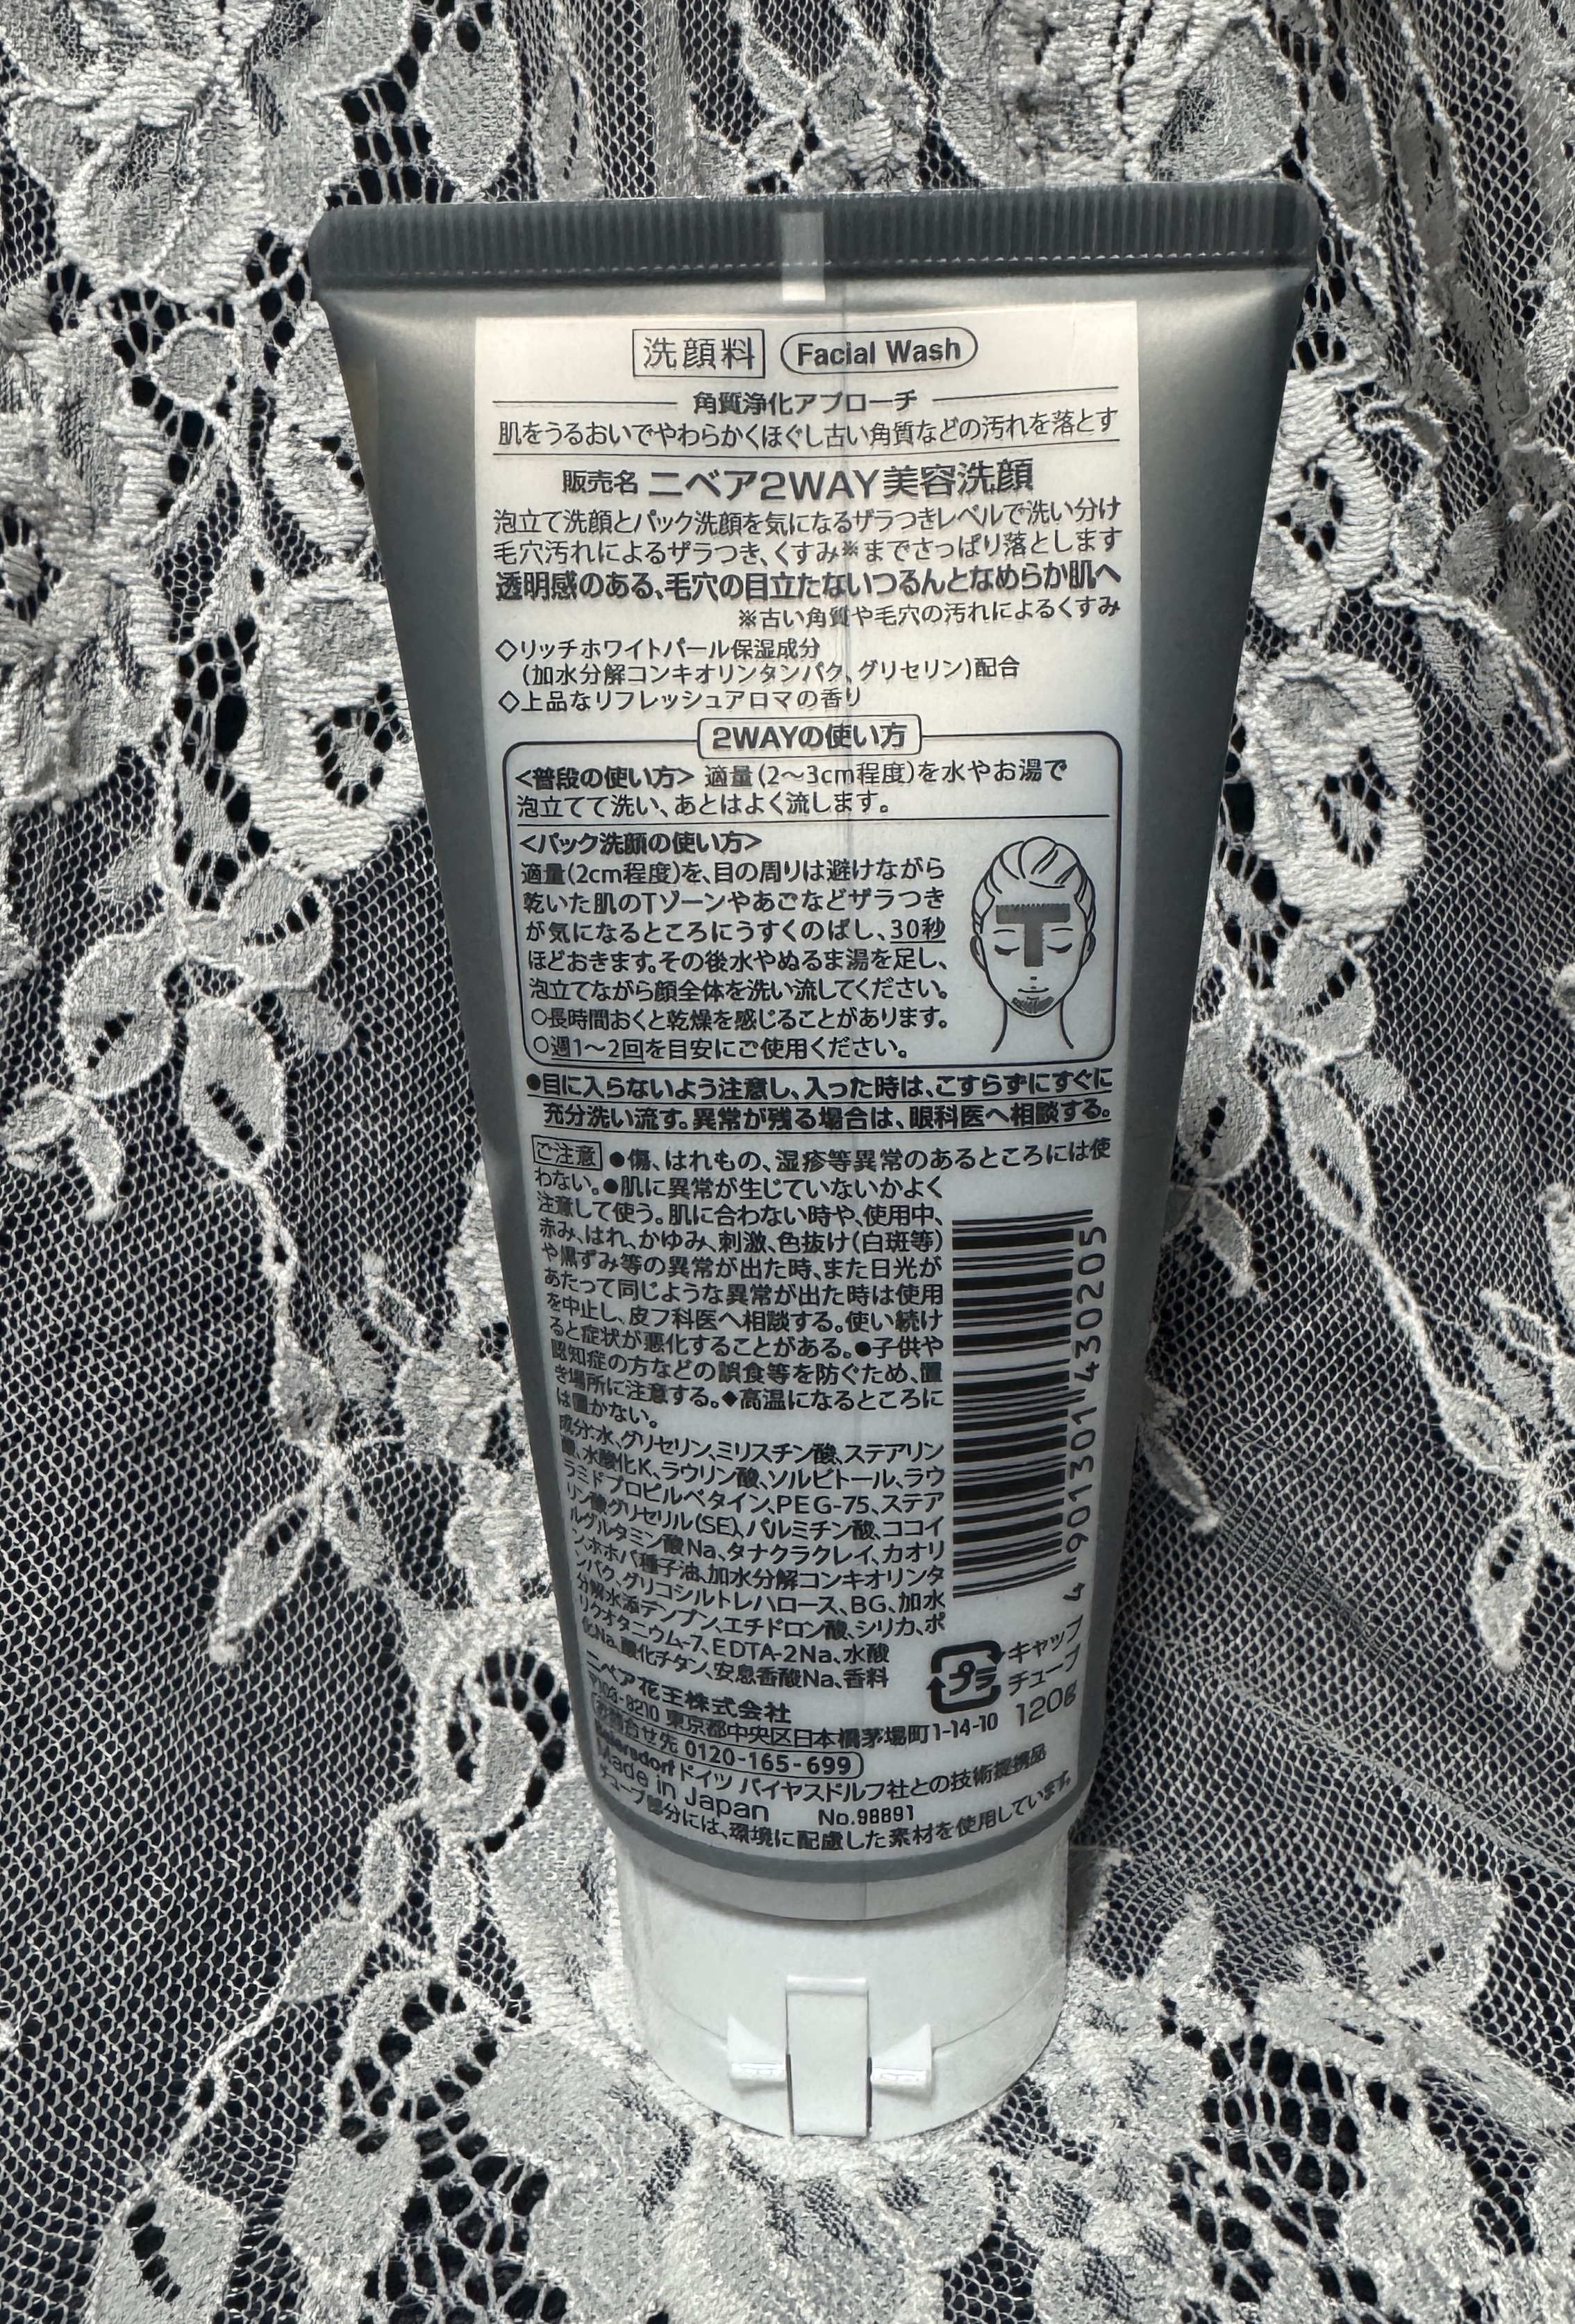 洗顔料 Facial Wash
角質浄化アプローチ
肌をうるおいでやわらかくほぐし古い角質などの汚れを落とす
販売名 ニベア2WAY美容洗顔
泡立て洗顔とパック洗顔を気になるザラつきレベルで洗い分け
毛穴汚れによるザラつき、くすみ※までさっぱり落とします
透明感のある、毛穴の目立たないつるんとなめらか肌へ
※古い角質や毛穴の汚れによるくすみ
◇リッチホワイトパール保湿成分
(加水分解コンキオリンタンパク、グリセリン)配合
◇上品なリフレッシュアロマの香り
2WAYの使い方
<普段の使い方> 適量(2〜3cm程度)を水やお湯で
泡立てて洗い、あとはよく流します。
<パック洗顔の使い方>
適量(2cm程度)を、目の周りは避けながら
乾いた肌のTゾーンやあごなどザラつき
が気になるところにうすくのばし、30秒
ほどおきます。その後水やぬるま湯を足し、
泡立てながら顔全体を洗い流してください。
○長時間おくと乾燥を感じることがあります。
○週1〜2回を目安にご使用ください。
●目に入らないよう注意し、入った時は、こすらずにすぐに
充分洗い流す。異常が残る場合は、眼科医へ相談する。
ご注意 ●傷、はれもの、湿疹等異常のあるところには使
わない。●肌に異常が生じていないかよく
注意して使う。肌に合わない時や、使用中、
赤み、はれ、かゆみ、刺激、色抜け(白斑等)
や黒ずみ等の異常が出た時、また日光が
あたって同じような異常が出た時は使用
を中止し、皮フ科医へ相談する。使い続け
ると症状が悪化することがある。●子供や
認知症の方などの誤食等を防ぐため、置
き場所に注意する。◆高温になるところに
は置かない。
成分:水、グリセリン、ミリスチン酸、ステアリン
酸、水酸化K、ラウリン酸、ソルビトール、ラウ
ラミドプロピルベタイン、PEG-75、ステア
リン酸グリセリル(SE)、パルミチン酸、ココイ
ルグルタミン酸Na、タナクラクレイ、カオリ
ン、ホホバ種子油、加水分解コンキオリンタ
ンパク、グリコシルトレハロース、BG、加水
分解水添デンプン、エチドロン酸、シリカ、ポ
リクオタニウム-7、EDTA-2Na、水酸
化Na、酸化チタン、安息香酸Na、香料
4 901301 430205
プラ
キャップ
チューブ
120g
ニベア花王株式会社
〒103-8210 東京都中央区日本橋茅場町1-14-10
お問合せ先 0120-165-699
Beiersdorf ドイツ バイヤスドルフ社との技術提携品
Made in Japan No.98891
チューブ部分には、環境に配慮した素材を使用しています。